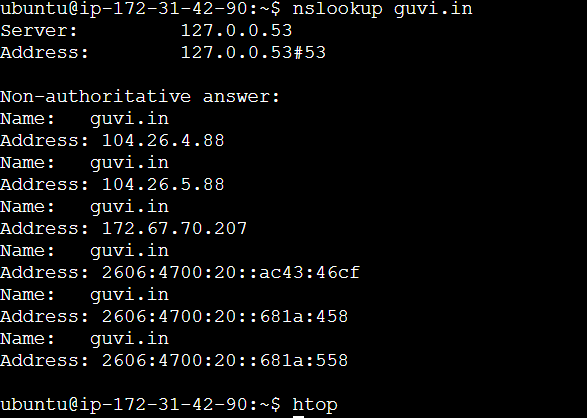 ubuntu@ip-172-31-42-90:~$ nslookup guvi.in
Server:         127.0.0.53
Address:        127.0.0.53#53

Non-authoritative answer:
Name:   guvi.in
Address: 104.26.4.88
Name:   guvi.in
Address: 104.26.5.88
Name:   guvi.in
Address: 172.67.70.207
Name:   guvi.in
Address: 2606:4700:20::ac43:46cf
Name:   guvi.in
Address: 2606:4700:20::681a:458
Name:   guvi.in
Address: 2606:4700:20::681a:558

ubuntu@ip-172-31-42-90:~$ htop